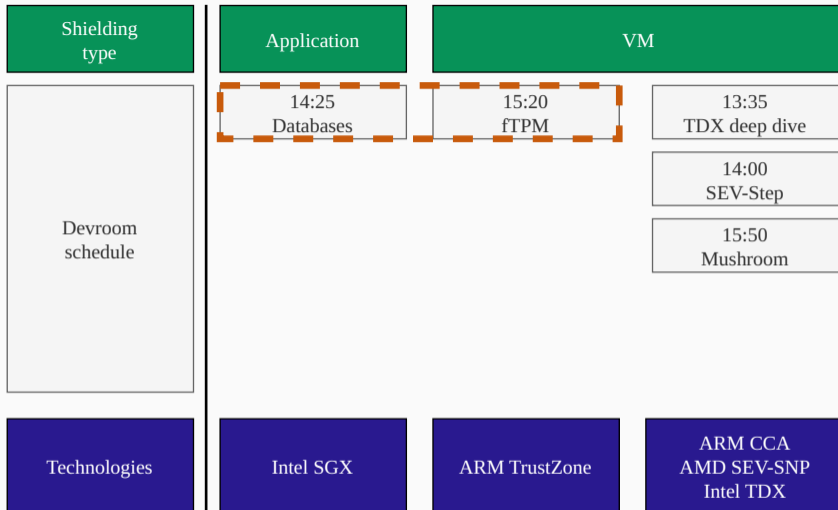 Shielding
type
Application
VM
14:25
Databases
15:20
fTPM
13:35
TDX deep dive
14:00
SEV-Step
15:50
Mushroom
Devroom
schedule
Technologies
Intel SGX
ARM TrustZone
ARM CCA
AMD SEV-SNP
Intel TDX